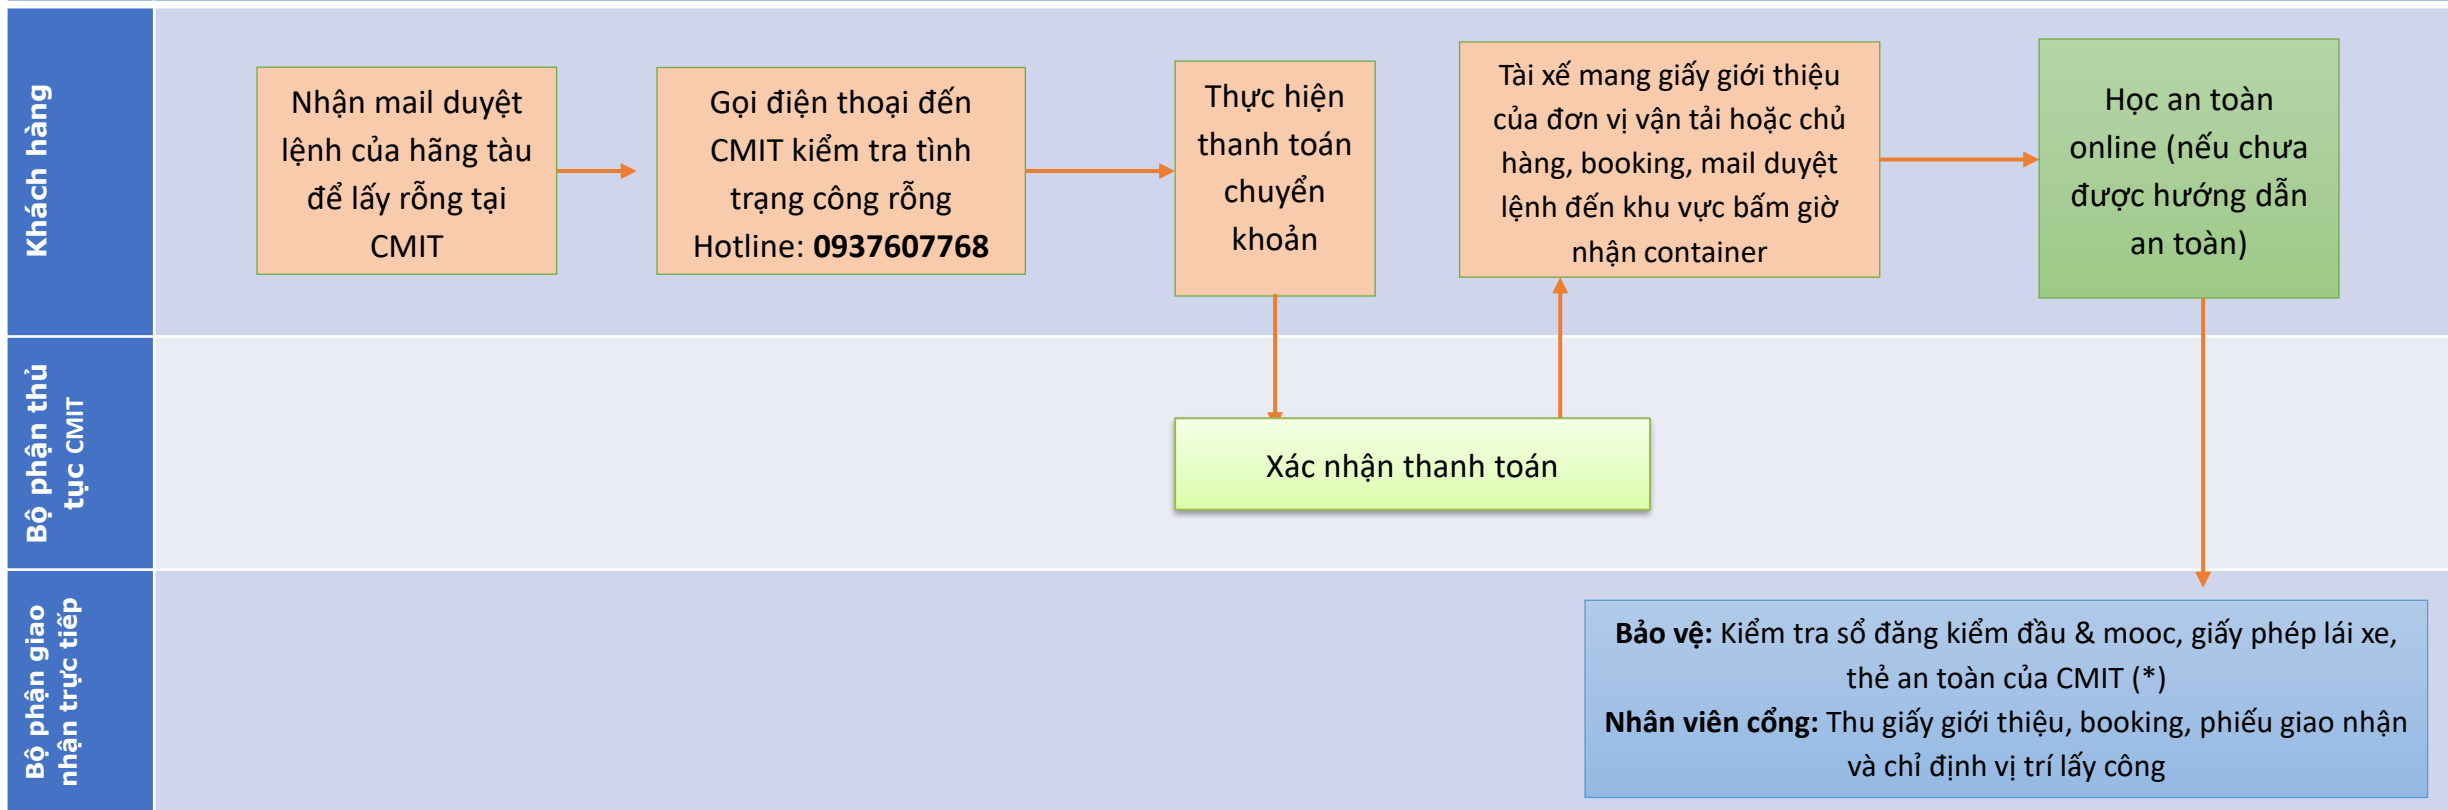 Khách hàng
Nhận mail duyệt
lệnh của hãng tàu
để lấy rỗng tại
CMIT
Gọi điện thoại đến
CMIT kiểm tra tình
trạng công rỗng
Hotline: 0937607768
Thực hiện
thanh toán
chuyển
khoản
Tài xế mang giấy giới thiệu
của đơn vị vận tải hoặc chủ
hàng, booking, mail duyệt
lệnh đến khu vực bấm giờ
nhận container
Học an toàn
online (nếu chưa
được hướng dẫn
an toàn)
Bộ phận thủ
tục CMIT
Xác nhận thanh toán
Bộ phận giao
nhận trực tiếp
Bảo vệ: Kiểm tra sổ đăng kiểm đầu & mooc, giấy phép lái xe,
thẻ an toàn của CMIT (*)
Nhân viên cổng: Thu giấy giới thiệu, booking, phiếu giao nhận
và chỉ định vị trí lấy công